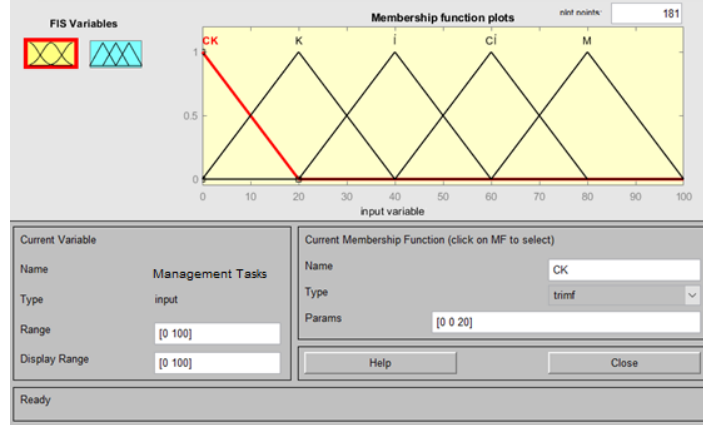 FIS Variables
Membership function plots
plot points:
181
CK
K
İ
Cİ
M
1
0.5
0
0 10 20 30 40 50 60 70 80 90 100
input variable
Current Variable
Name Management Tasks
Type input
Range [0 100]
Display Range [0 100]
Current Membership Function (click on MF to select)
Name CK
Type trimf
Params [0 0 20]
Help
Close
Ready